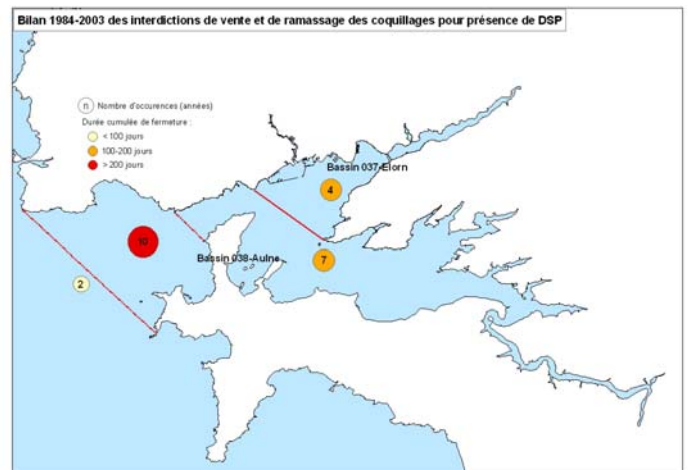 Bilan 1984-2003 des interdictions de vente et de ramassage des coquillages pour présence de DSP
n Nombre d'occurences (années)
Durée cumulée de fermeture :
< 100 jours
100-200 jours
> 200 jours
Bassin 037-Elorn
4
10
Bassin 038-Aulne
7
2